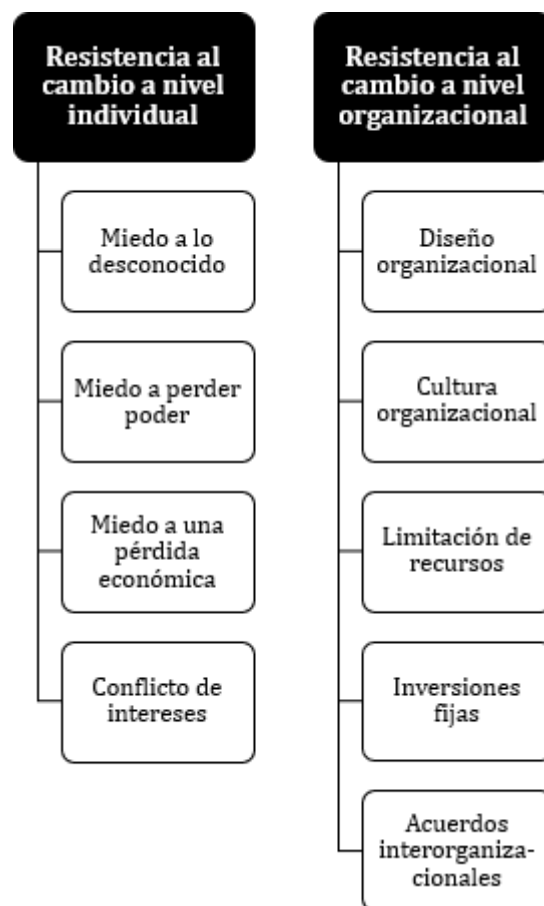 Resistencia al
cambio a nivel
individual
Miedo a lo
desconocido
Miedo a perder
poder
Miedo a una
pérdida
económica
Conflicto de
intereses
Resistencia al
cambio a nivel
organizacional
Diseño
organizacional
Cultura
organizacional
Limitación de
recursos
Inversiones
fijas
Acuerdos
interorganiza-
cionales